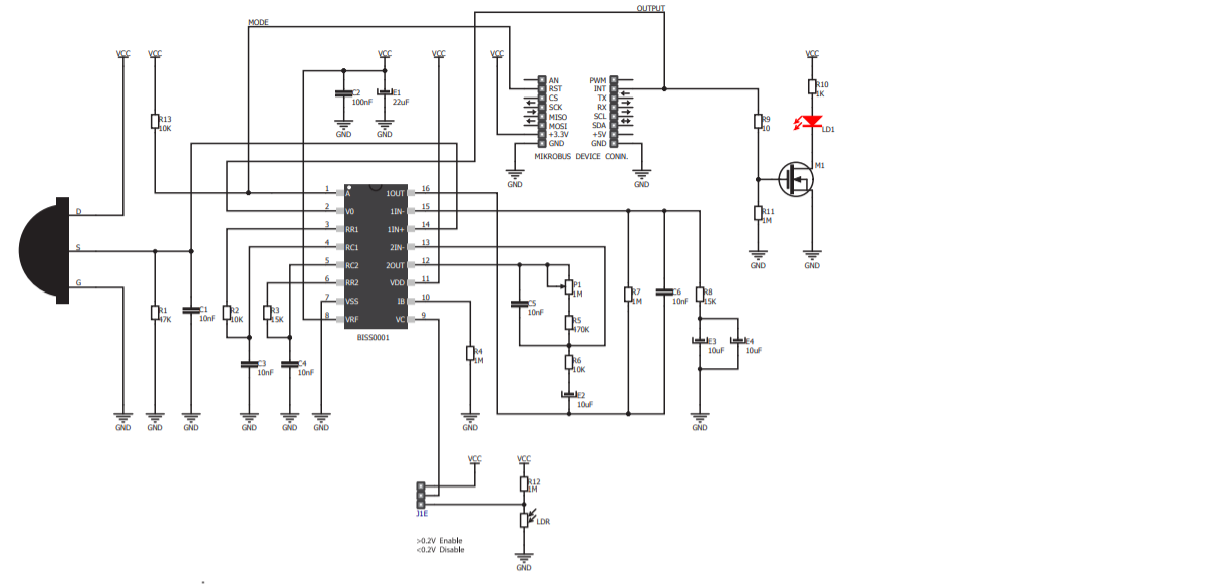 OUTPUT
MODE
VCC
VCC
VCC
VCC
VCC
VCC
R13
10K
C2
100nF
E1
22uF
GND
GND
AN
RST
CS
SCK
MISO
MOSI
+3.3V
GND
PWM
INT
TX
RX
SCL
SDA
+5V
GND
MIKROBUS DEVICE CONN.
GND
GND
R10
1K
LD1
R9
10
M1
R11
1M
GND
GND
D
S
G
1
2
3
4
5
6
7
8
A
V0
RR1
RC1
RC2
RR2
VSS
VRF
1OUT
1IN-
1IN+
2IN-
2OUT
VDD
IB
VC
16
15
14
13
12
11
10
9
BISS0001
R1
47K
C1
10nF
R2
10K
R3
15K
C3
10nF
C4
10nF
R4
1M
C5
10nF
P1
1M
R5
470K
R6
10K
E2
10uF
R7
1M
C6
10nF
R8
15K
E3
10uF
E4
10uF
GND
GND
GND
GND
GND
GND
GND
GND
VCC
VCC
R12
1M
J1E
LDR
>0.2V Enable
<0.2V Disable
GND